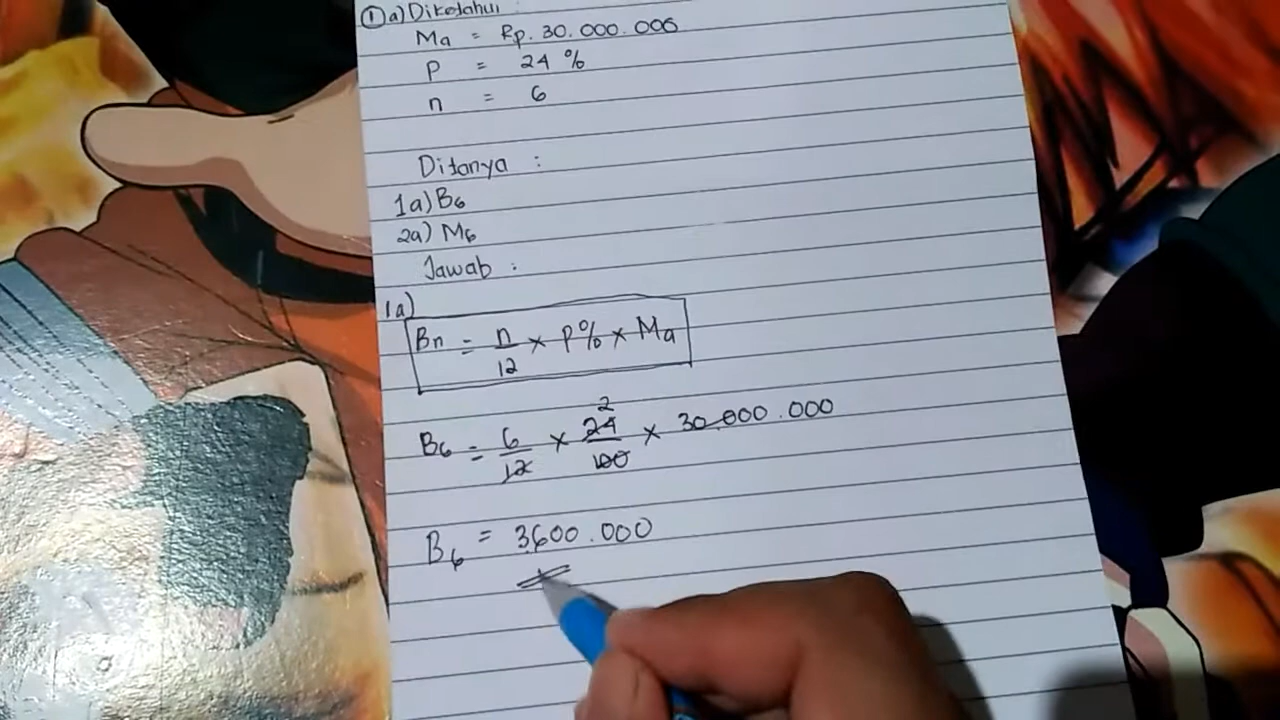 ① a) Diketahui
Ma = Rp. 30.000.000
P = 24 %
n = 6
Ditanya :
1a) B6
2a) M6
Jawab :
1a)
Bn = n/12 × P% × Ma
B6 = 6/12 × 24/100 × 30.000.000
2
B6 = 3600.000